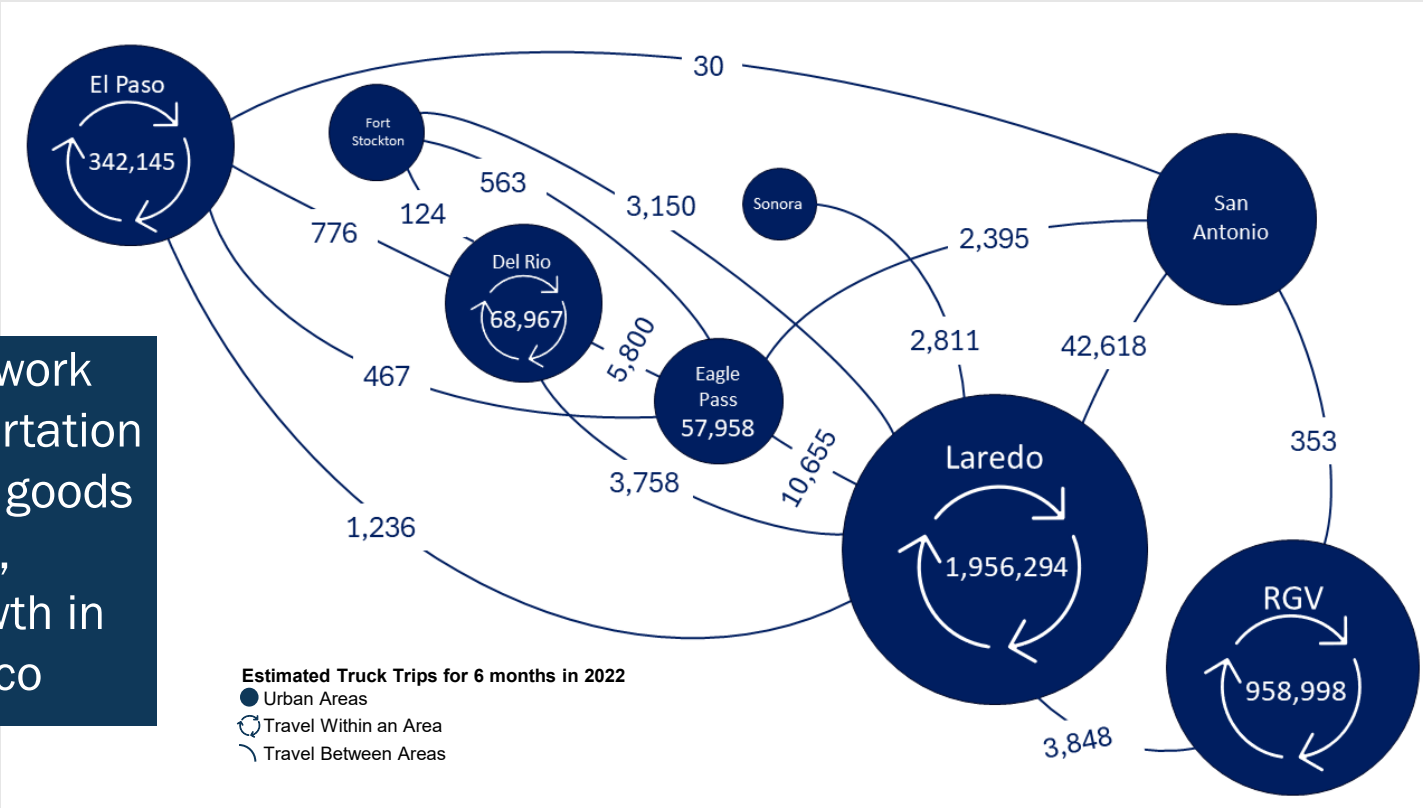 El Paso
342,145
Fort
Stockton
30
563
124
776
3,150
Sonora
San
Antonio
2,395
Del Rio
68,967
5,800
2,811
42,618
467
Eagle
Pass
57,958
10,655
3,758
1,236
Laredo
1,956,294
353
RGV
958,998
3,848
work
rtation
goods
,
vth in
co
Estimated Truck Trips for 6 months in 2022
Urban Areas
Travel Within an Area
Travel Between Areas